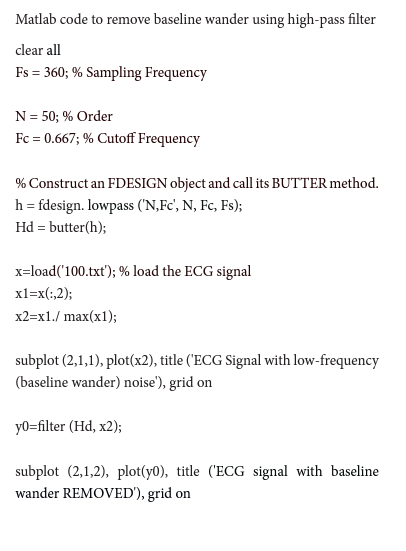 Matlab code to remove baseline wander using high-pass filter
clear all
Fs = 360; % Sampling Frequency
N = 50; % Order
Fc = 0.667; % Cutoff Frequency
% Construct an FDESIGN object and call its BUTTER method.
h = fdesign. lowpass ('N,Fc', N, Fc, Fs);
Hd = butter(h);
x=load('100.txt'); % load the ECG signal
x1=x(:,2);
x2=x1./ max(x1);
subplot (2,1,1), plot(x2), title ('ECG Signal with low-frequency
(baseline wander) noise'), grid on
y0=filter (Hd, x2);
subplot (2,1,2), plot(y0), title ('ECG signal with baseline
wander REMOVED'), grid on